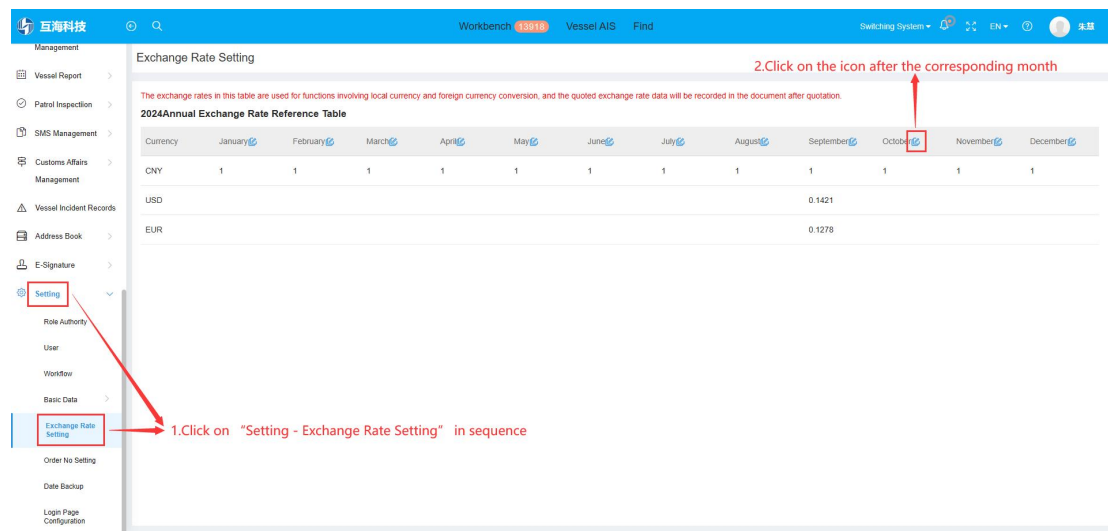 互海科技
Workbench 13918 Vessel AIS Find
Switching System EN 朱慧
Management
Vessel Report
Patrol Inspectiion
SMS Management
Customs Affairs
Management
Vessel Incident Records
Address Book
E-Signature
Setting
Role Authority
User
Workflow
Basic Data
Exchange Rate
Setting
Order No Setting
Date Backup
Login Page
Configuration
Exchange Rate Setting
2.Click on the icon after the corresponding month
The exchange rates in this table are used for functions involving local currency and foreign currency conversion, and the quoted exchange rate data will be recorded in the document after quotation.
2024Annual Exchange Rate Reference Table
Currency January February March April May June July August September October November December
CNY 1 1 1 1 1 1 1 1 1 1 1 1
USD 0.1421
EUR 0.1278
1.Click on “Setting - Exchange Rate Setting” in sequence